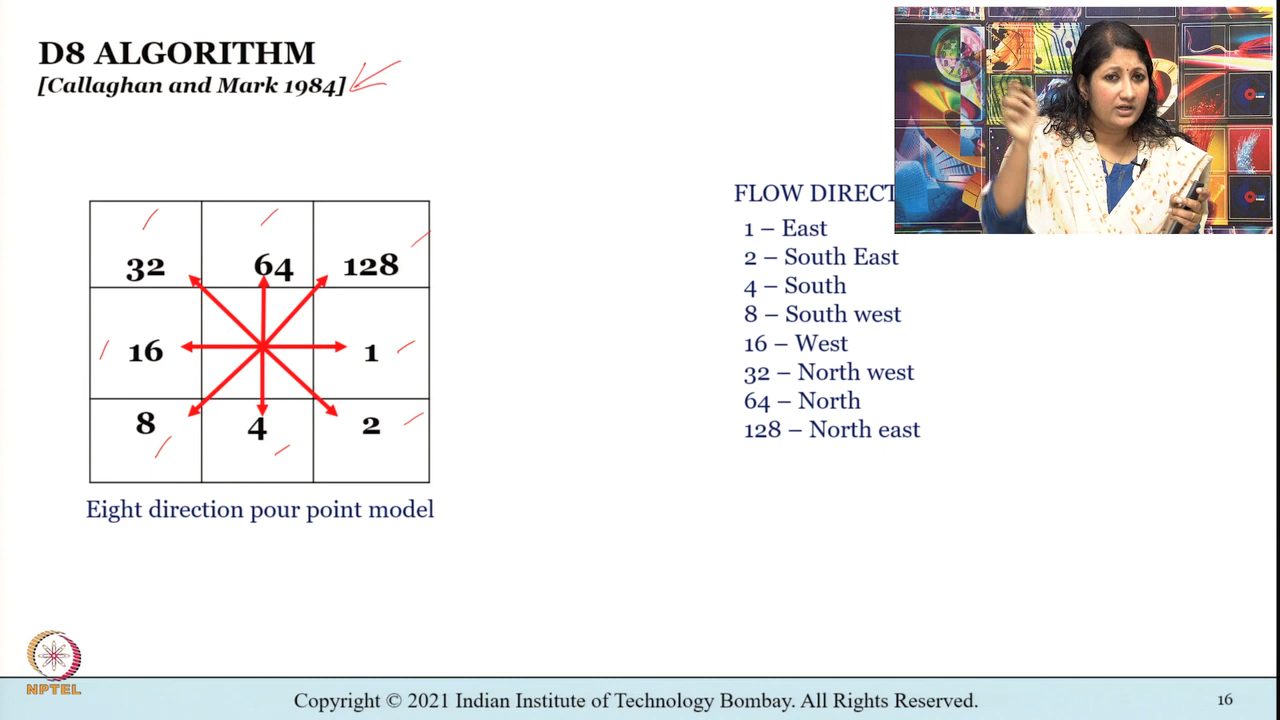 D8 ALGORITHM
[Callaghan and Mark 1984]
32 64 128
16 1
8 4 2
Eight direction pour point model
FLOW DIRECT
1 – East
2 – South East
4 – South
8 – South west
16 – West
32 – North west
64 – North
128 – North east
NPTEL
Copyright © 2021 Indian Institute of Technology Bombay. All Rights Reserved.
16